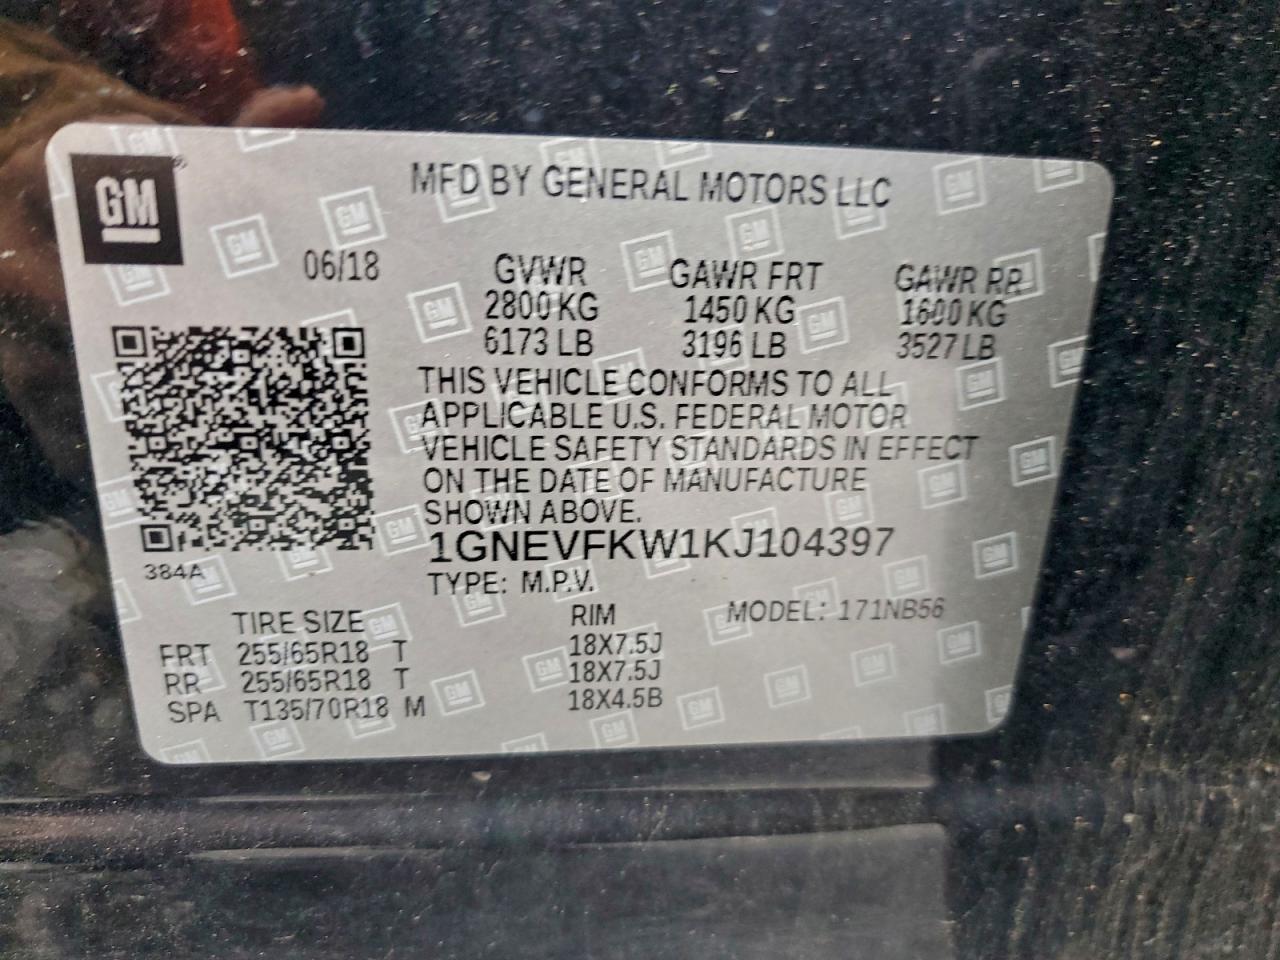 GM
MFD BY GENERAL MOTORS LLC
06/18
GVWR GAWR FRT GAWR RR
2800 KG 1450 KG 1600 KG
6173 LB 3196 LB 3527 LB
THIS VEHICLE CONFORMS TO ALL
APPLICABLE U.S. FEDERAL MOTOR
VEHICLE SAFETY STANDARDS IN EFFECT
ON THE DATE OF MANUFACTURE
SHOWN ABOVE.
1GNEVFKW1KJ104397
384A
TYPE: M.P.V.
TIRE SIZE RIM MODEL: 171NB56
FRT 255/65R18 T 18X7.5J
RR 255/65R18 T 18X7.5J
SPA T135/70R18 M 18X4.5B